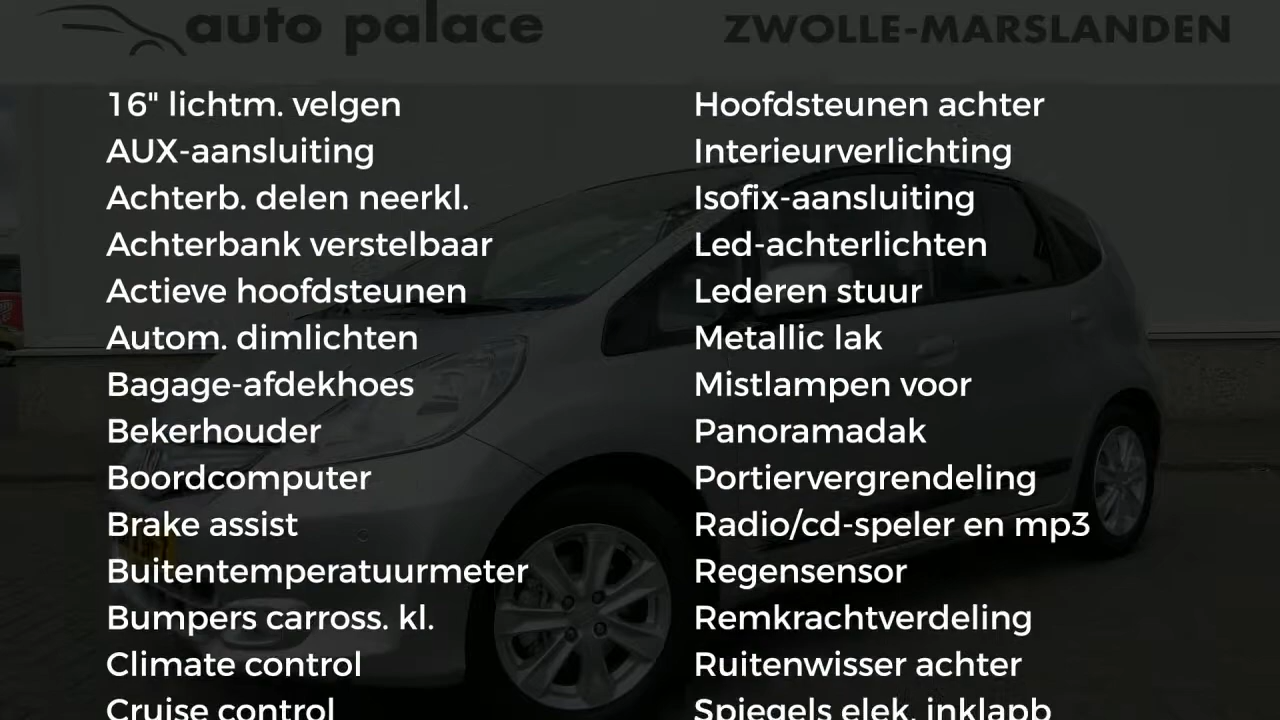 auto palace
ZWOLLE-MARSLANDEN
16" lichtm. velgen
AUX-aansluiting
Achterb. delen neerkl.
Achterbank verstelbaar
Actieve hoofdsteunen
Autom. dimlichten
Bagage-afdekhoes
Bekerhouder
Boordcomputer
Brake assist
Buitentemperatuurmeter
Bumpers carross. kl.
Climate control
Cruise control
Hoofdsteunen achter
Interieurverlichting
Isofix-aansluiting
Led-achterlichten
Lederen stuur
Metallic lak
Mistlampen voor
Panoramadak
Portiervergrendeling
Radio/cd-speler en mp3
Regensensor
Remkrachtverdeling
Ruitenwisser achter
Spiegels elek. inklapb